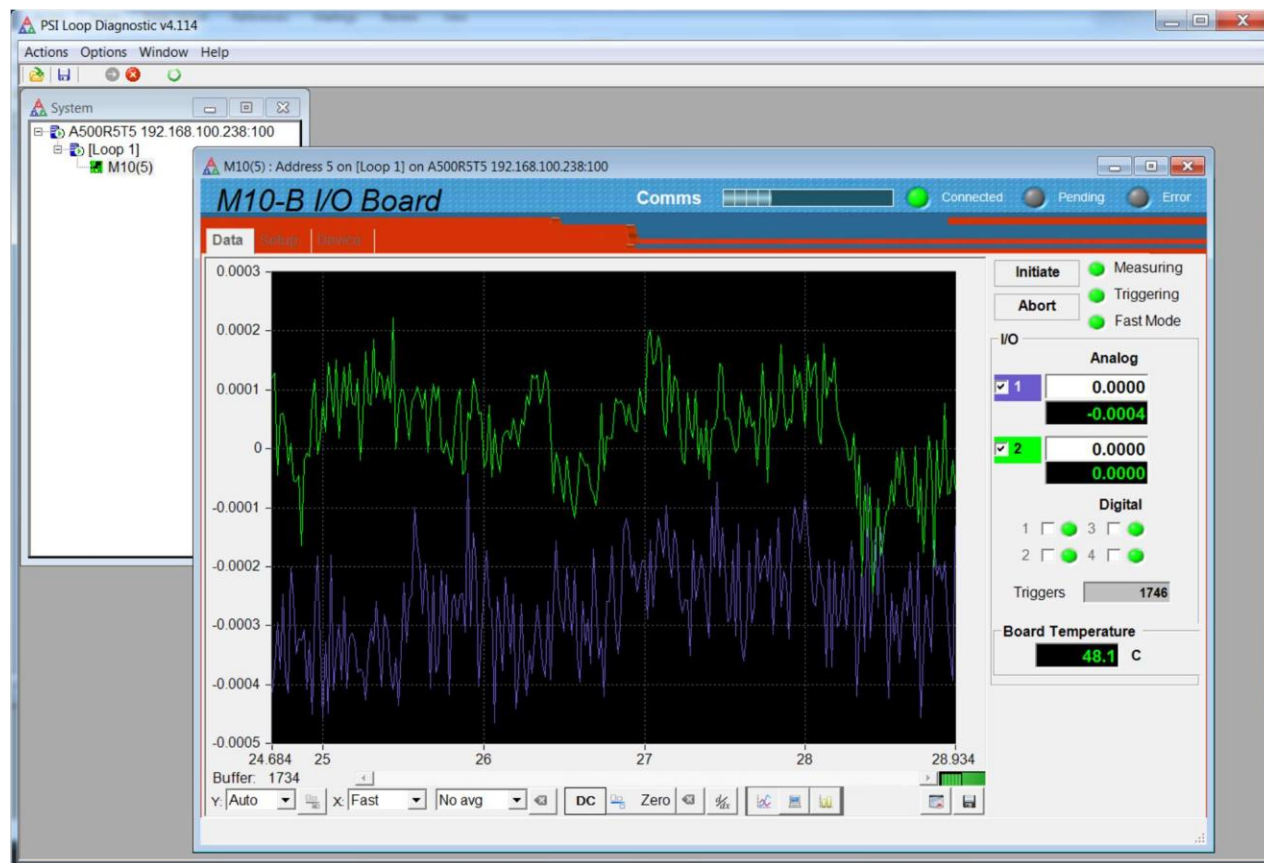 PSI Loop Diagnostic v4.114
Actions Options Window Help
System
A500R5T5 192.168.100.238:100
[Loop 1]
M10(5)
M10(5) : Address 5 on [Loop 1] on A500R5T5 192.168.100.238:100
M10-B I/O Board
Comms Connected Pending Error
Data Setup Device
Initiate Measuring
Triggering
Abort
Fast Mode
I/O
Analog
1 0.0000
-0.0004
2 0.0000
0.0000
Digital
1 3
2 4
Triggers 1746
Board Temperature
48.1 C
0.0003
0.0002
0.0001
0
-0.0001
-0.0002
-0.0003
-0.0004
-0.0005
24.684 25 26 27 28 28.934
Buffer: 1734
Y: Auto X: Fast No avg DC Zero d/dx